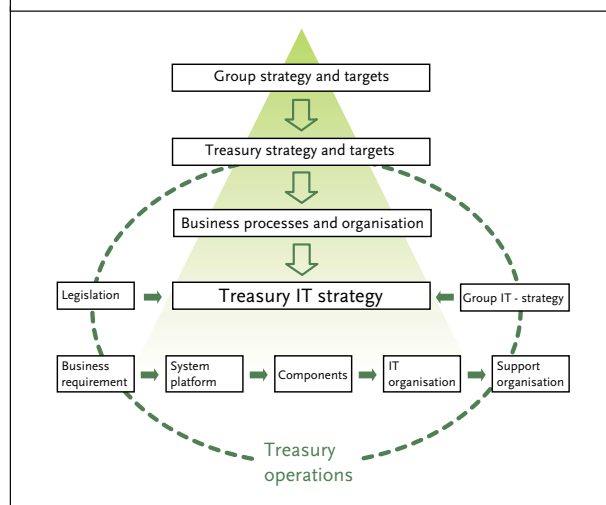 Group strategy and targets
Treasury strategy and targets
Business processes and organisation
Legislation
Treasury IT strategy
Group IT - strategy
Business
requirement
System
platform
Components
IT
organisation
Support
organisation
Treasury
operations